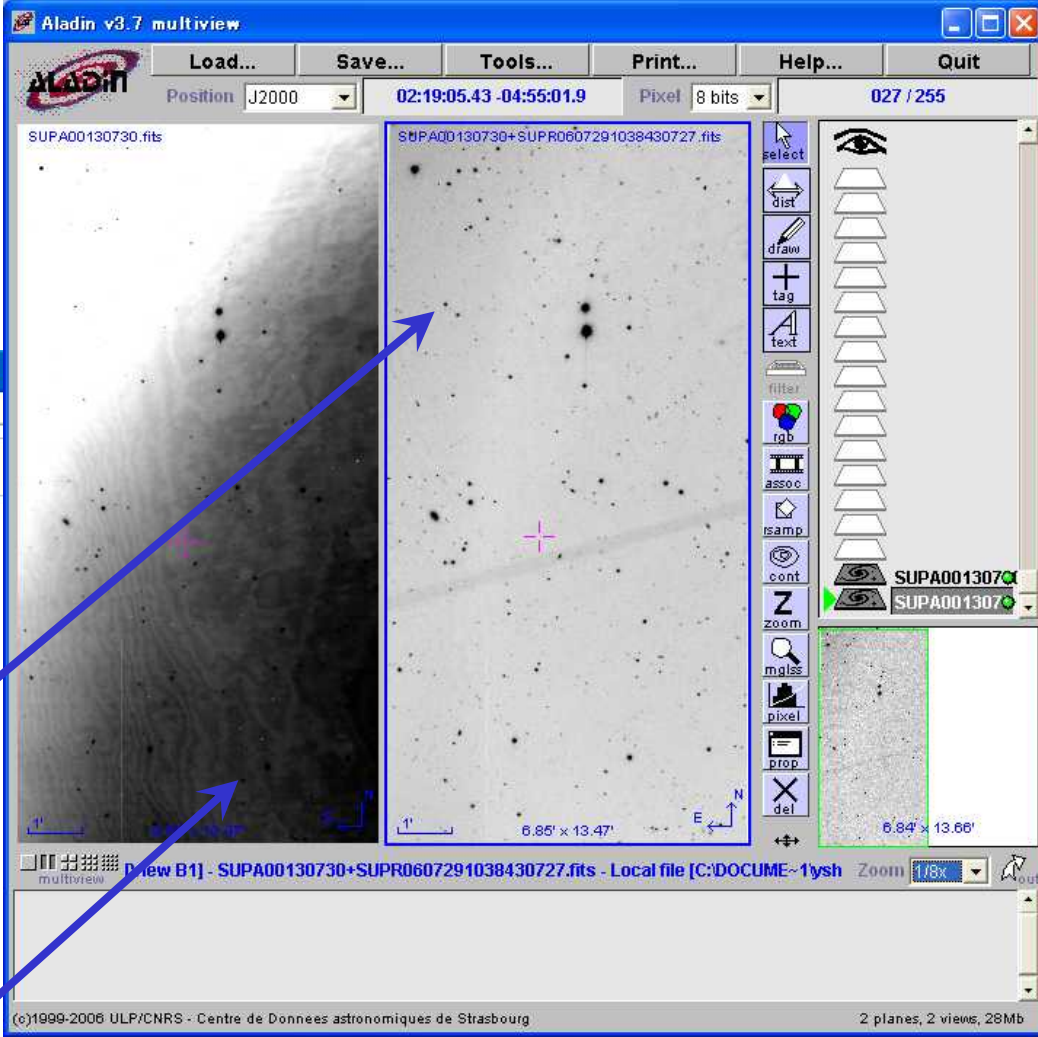 Aladin v3.7 multiview
ALADIN
Load... Save... Tools... Print... Help... Quit
Position J2000 02:19:05.43 -04:55:01.9 Pixel 8 bits 027 / 255
SUPA00130730.fits
SUPA00130730+SUPR0607291038430727.fits
select
dist
draw
tag
text
filter
rgb
assoc
rsamp
cont
Z
zoom
mglss
pixel
prop
del
SUPA0013070
SUPA0013070
1'
N
1'
6.85' x 13.47'
E
N
6.84' x 13.66'
multiview
[View B1] - SUPA00130730+SUPR0607291038430727.fits - Local file [C:\DOCUME~1\ysh Zoom 1/8x out
(c)1999-2006 ULP/CNRS - Centre de Donnees astronomiques de Strasbourg 2 planes, 2 views, 28Mb